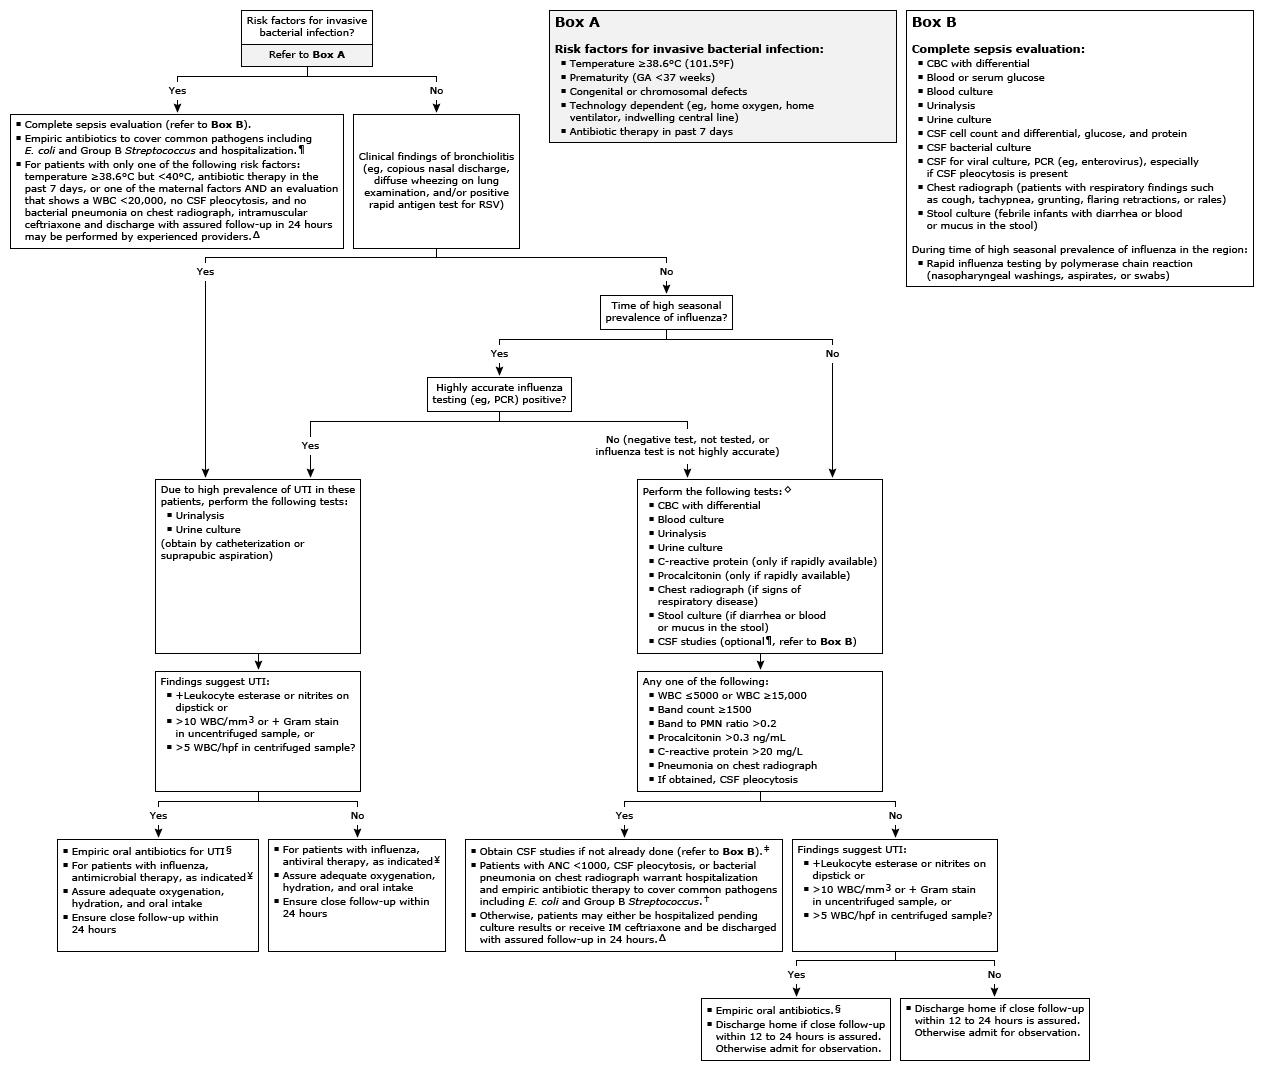 Risk factors for invasive
bacterial infection?
Refer to Box A
Box A
Risk factors for invasive bacterial infection:
▪ Temperature ≥38.6°C (101.5°F)
▪ Prematurity (GA <37 weeks)
▪ Congenital or chromosomal defects
▪ Technology dependent (eg, home oxygen, home
ventilator, indwelling central line)
▪ Antibiotic therapy in past 7 days
Box B
Complete sepsis evaluation:
▪ CBC with differential
▪ Blood or serum glucose
▪ Blood culture
▪ Urinalysis
▪ Urine culture
▪ CSF cell count and differential, glucose, and protein
▪ CSF bacterial culture
▪ CSF for viral culture, PCR (eg, enterovirus), especially
if CSF pleocytosis is present
▪ Chest radiograph (patients with respiratory findings such
as cough, tachypnea, grunting, flaring retractions, or rales)
▪ Stool culture (febrile infants with diarrhea or blood
or mucus in the stool)
During time of high seasonal prevalence of influenza in the region:
▪ Rapid influenza testing by polymerase chain reaction
(nasopharyngeal washings, aspirates, or swabs)
Yes
No
▪ Complete sepsis evaluation (refer to Box B).
▪ Empiric antibiotics to cover common pathogens including
E. coli and Group B Streptococcus and hospitalization.¶
▪ For patients with only one of the following risk factors:
temperature ≥38.6°C but <40°C, antibiotic therapy in the
past 7 days, or one of the maternal factors AND an evaluation
that shows a WBC <20,000, no CSF pleocytosis, and no
bacterial pneumonia on chest radiograph, intramuscular
ceftriaxone and discharge with assured follow-up in 24 hours
may be performed by experienced providers.Δ
Clinical findings of bronchiolitis
(eg, copious nasal discharge,
diffuse wheezing on lung
examination, and/or positive
rapid antigen test for RSV)
Yes
No
Time of high seasonal
prevalence of influenza?
Yes
No
Highly accurate influenza
testing (eg, PCR) positive?
Yes
No (negative test, not tested, or
influenza test is not highly accurate)
Due to high prevalence of UTI in these
patients, perform the following tests:
▪ Urinalysis
▪ Urine culture
(obtain by catheterization or
suprapubic aspiration)
Perform the following tests:◇
▪ CBC with differential
▪ Blood culture
▪ Urinalysis
▪ Urine culture
▪ C-reactive protein (only if rapidly available)
▪ Procalcitonin (only if rapidly available)
▪ Chest radiograph (if signs of
respiratory disease)
▪ Stool culture (if diarrhea or blood
or mucus in the stool)
▪ CSF studies (optional¶, refer to Box B)
Findings suggest UTI:
▪ +Leukocyte esterase or nitrites on
dipstick or
▪ >10 WBC/mm³ or + Gram stain
in uncentrifuged sample, or
▪ >5 WBC/hpf in centrifuged sample?
Any one of the following:
▪ WBC ≤5000 or WBC ≥15,000
▪ Band count ≥1500
▪ Band to PMN ratio >0.2
▪ Procalcitonin >0.3 ng/mL
▪ C-reactive protein >20 mg/L
▪ Pneumonia on chest radiograph
▪ If obtained, CSF pleocytosis
Yes
No
Yes
No
▪ Empiric oral antibiotics for UTI§
▪ For patients with influenza,
antimicrobial therapy, as indicated¥
▪ Assure adequate oxygenation,
hydration, and oral intake
▪ Ensure close follow-up within
24 hours
▪ For patients with influenza,
antiviral therapy, as indicated¥
▪ Assure adequate oxygenation,
hydration, and oral intake
▪ Ensure close follow-up within
24 hours
▪ Obtain CSF studies if not already done (refer to Box B).‡
▪ Patients with ANC <1000, CSF pleocytosis, or bacterial
pneumonia on chest radiograph warrant hospitalization
and empiric antibiotic therapy to cover common pathogens
including E. coli and Group B Streptococcus.†
▪ Otherwise, patients may either be hospitalized pending
culture results or receive IM ceftriaxone and be discharged
with assured follow-up in 24 hours.Δ
Findings suggest UTI:
▪ +Leukocyte esterase or nitrites on
dipstick or
▪ >10 WBC/mm³ or + Gram stain
in uncentrifuged sample, or
▪ >5 WBC/hpf in centifuged sample?
Yes
No
▪ Empiric oral antibiotics.§
▪ Discharge home if close follow-up
within 12 to 24 hours is assured.
Otherwise admit for observation.
▪ Discharge home if close follow-up
within 12 to 24 hours is assured.
Otherwise admit for observation.